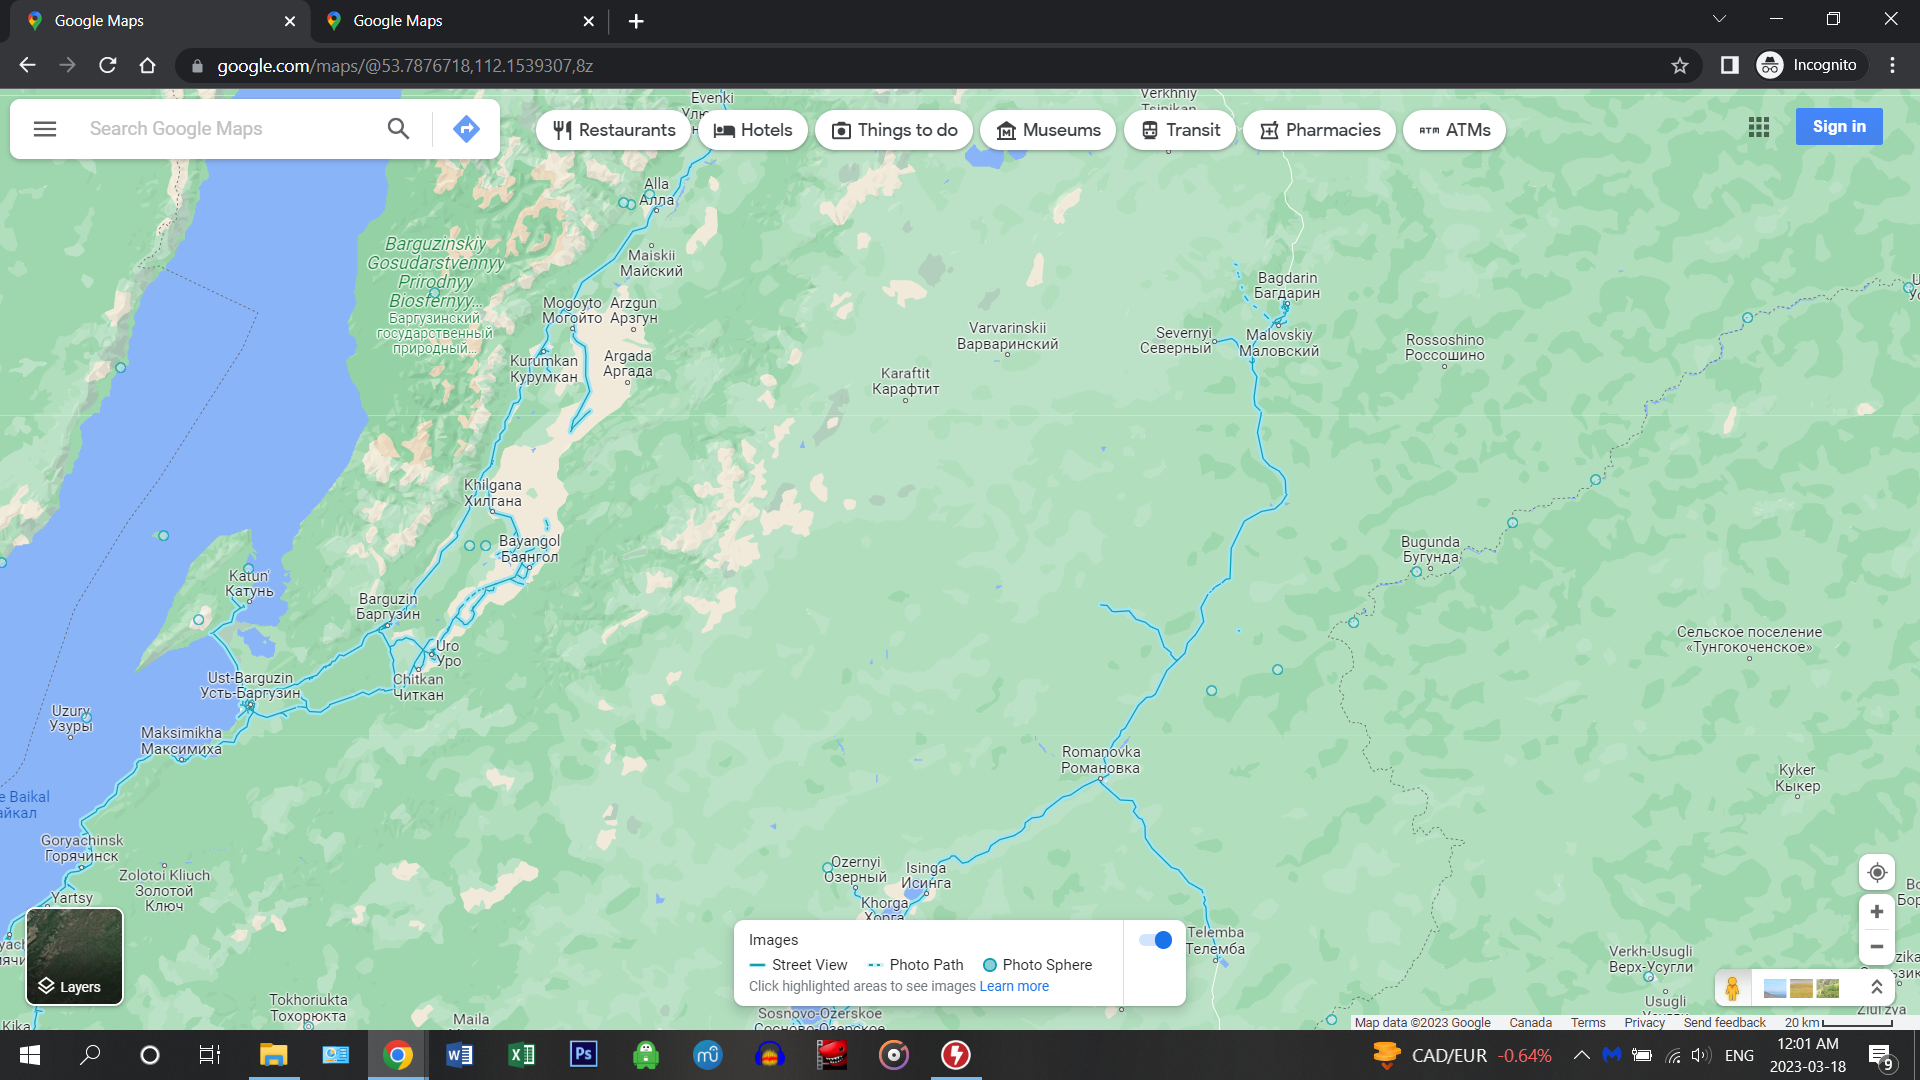 Google Maps
Google Maps
google.com/maps/@53.7876718,112.1539307,8z
Incognito
Search Google Maps
Restaurants
Hotels
Things to do
Museums
Transit
Pharmacies
ATMs
Sign in
Evenki
Verkhniy
Alla
Алла
Barguzinskiy
Gosudarstvennyy
Prirodnyy
Biosfernyy...
Баргузинский
государственный
природный...
Maiskii
Майский
Mogoyto
Могойто
Arzgun
Арзгун
Kurumkan
Курумкан
Argada
Аргада
Varvarinskii
Варваринский
Karaftit
Карафтит
Bagdarin
Багдарин
Severnyi
Северный
Malovskiy
Маловский
Rossoshino
Россошино
Khilgana
Хилгана
Bayangol
Баянгол
Bugunda
Бугунда
Katun'
Катунь
Barguzin
Баргузин
Uro
Уро
Chitkan
Читкан
Сельское поселение
«Тунгокоченское»
Ust-Barguzin
Усть-Баргузин
Uzury
Узуры
Maksimikha
Максимиха
Romanovka
Романовка
Kyker
Кыкер
e Baikal
айкал
Goryachinsk
Горячинск
Zolotoi Kliuch
Золотой
Ключ
Yartsy
Ozernyi
Озерный
Isinga
Исинга
Khorga
Хорга
Telemba
Телемба
Verkh-Usugli
Верх-Усугли
Usugli
Tokhoriukta
Тохорюкта
Maila
Sosnovo-Ozerskoe
Сосново-Озерское
Kika
Layers
Images
Street View
Photo Path
Photo Sphere
Click highlighted areas to see images Learn more
Map data ©2023 Google
Canada
Terms
Privacy
Send feedback
20 km
CAD/EUR -0.64%
ENG
12:01 AM
2023-03-18
9